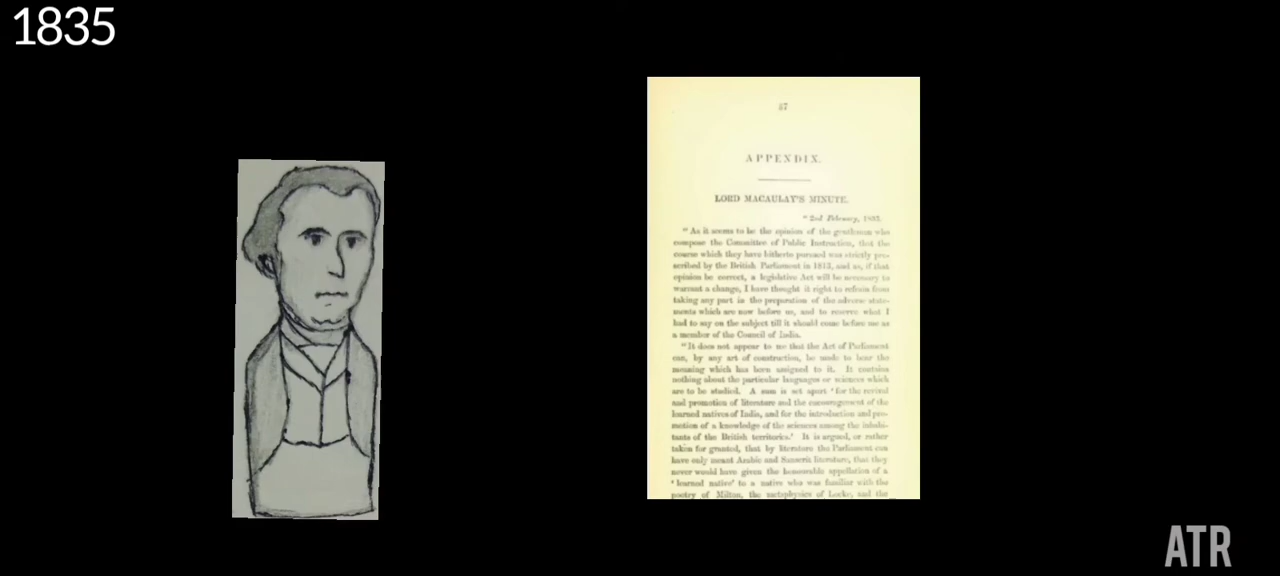 1835
37
APPENDIX.
LORD MACAULAY'S MINUTE.
"2nd February, 1835.
"As it seems to be the opinion of the gentlemen who
compose the Committee of Public Instruction, that the
course which they have hitherto pursued was strictly pre-
scribed by the British Parliament in 1813, and as, if that
opinion be correct, a legislative Act will be necessary to
warrant a change, I have thought it right to refrain from
taking any part in the preparation of the adverse state-
ments which are now before us, and to reserve what I
had to say on the subject till it should come before me as
a member of the Council of India.
"It does not appear to me that the Act of Parliament
can, by any art of construction, be made to bear the
meaning which has been assigned to it. It contains
nothing about the particular languages or sciences which
are to be studied. A sum is set apart 'for the revival
and promotion of literature and the encouragement of the
learned natives of India, and for the introduction and pro-
motion of a knowledge of the sciences among the inhabi-
tants of the British territories.' It is argued, or rather
taken for granted, that by literature the Parliament can
have only meant Arabic and Sanscrit literature, that they
never would have given the honourable appellation of a
'learned native' to a native who was familiar with the
poetry of Milton, the metaphysics of Locke, and the
ATR